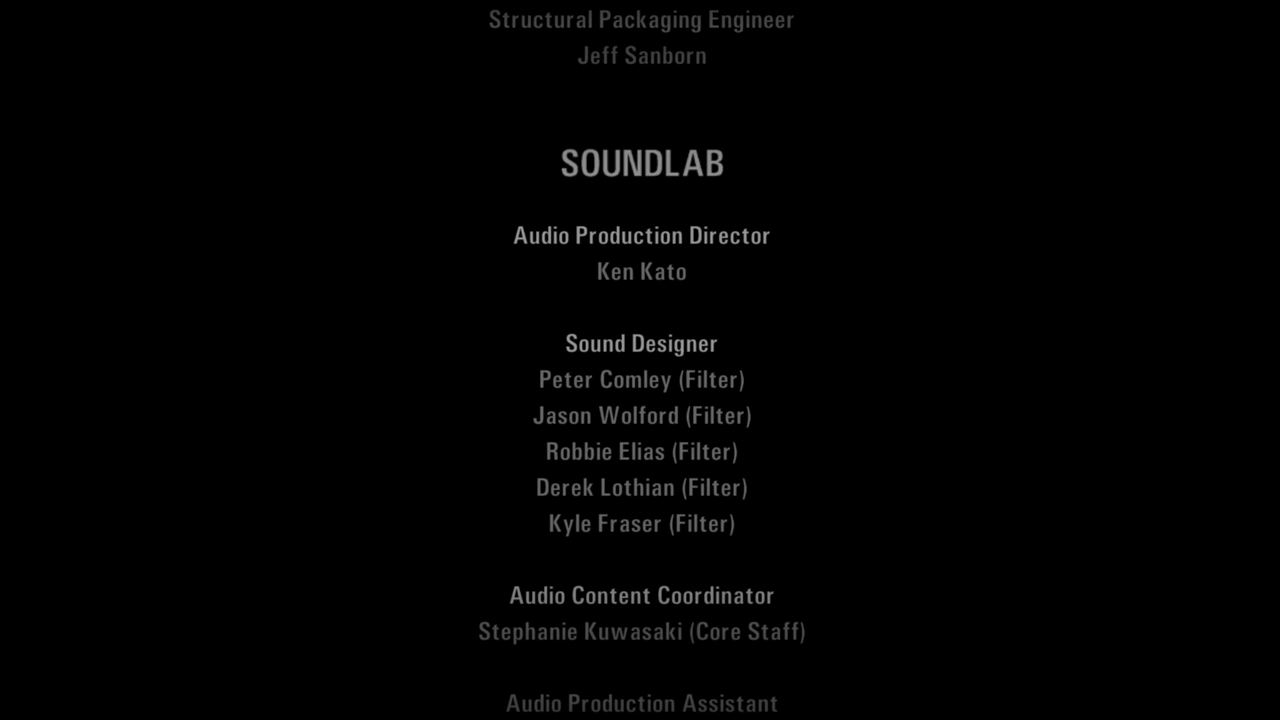 Structural Packaging Engineer
Jeff Sanborn
SOUNDLAB
Audio Production Director
Ken Kato
Sound Designer
Peter Comley (Filter)
Jason Wolford (Filter)
Robbie Elias (Filter)
Derek Lothian (Filter)
Kyle Fraser (Filter)
Audio Content Coordinator
Stephanie Kuwasaki (Core Staff)
Audio Production Assistant